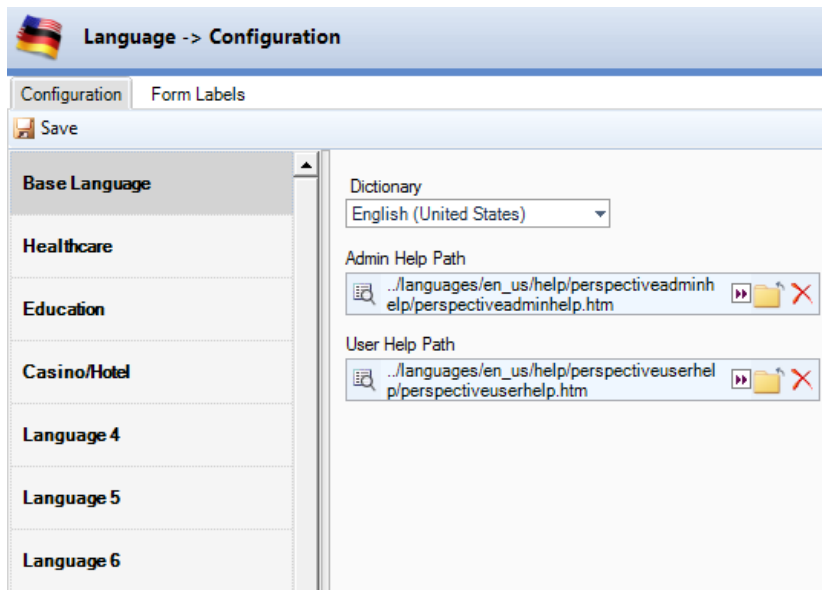 Language -> Configuration
Configuration Form Labels
Save
Base Language
Healthcare
Education
Casino/Hotel
Language 4
Language 5
Language 6
Dictionary
English (United States)
Admin Help Path
../languages/en_us/help/perspectiveadminh
elp/perspectiveadminhelp.htm
User Help Path
../languages/en_us/help/perspectiveuserhel
p/perspectiveuserhelp.htm